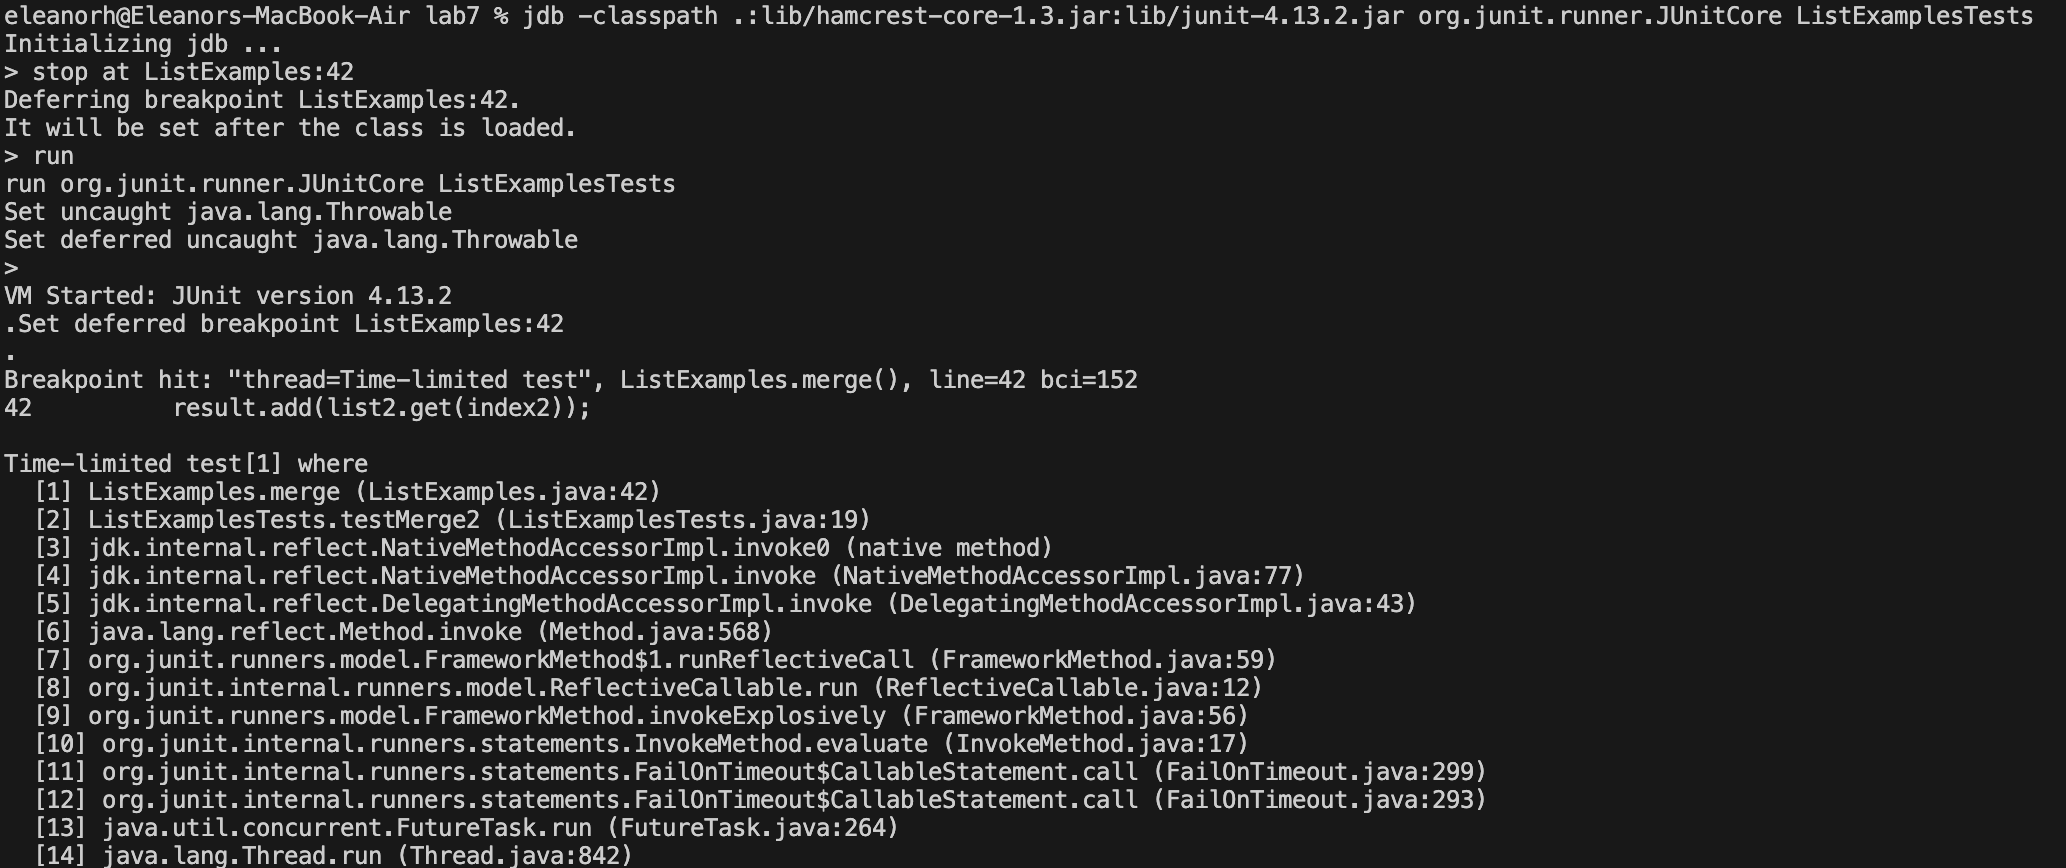 eleanorh@Eleanors-MacBook-Air lab7 % jdb -classpath .:lib/hamcrest-core-1.3.jar:lib/junit-4.13.2.jar org.junit.runner.JUnitCore ListExamplesTests
Initializing jdb ...
> stop at ListExamples:42
Deferring breakpoint ListExamples:42.
It will be set after the class is loaded.
> run
run org.junit.runner.JUnitCore ListExamplesTests
Set uncaught java.lang.Throwable
Set deferred uncaught java.lang.Throwable
>
VM Started: JUnit version 4.13.2
.Set deferred breakpoint ListExamples:42
.
Breakpoint hit: "thread=Time-limited test", ListExamples.merge(), line=42 bci=152
42          result.add(list2.get(index2));
Time-limited test[1] where
  [1] ListExamples.merge (ListExamples.java:42)
  [2] ListExamplesTests.testMerge2 (ListExamplesTests.java:19)
  [3] jdk.internal.reflect.NativeMethodAccessorImpl.invoke0 (native method)
  [4] jdk.internal.reflect.NativeMethodAccessorImpl.invoke (NativeMethodAccessorImpl.java:77)
  [5] jdk.internal.reflect.DelegatingMethodAccessorImpl.invoke (DelegatingMethodAccessorImpl.java:43)
  [6] java.lang.reflect.Method.invoke (Method.java:568)
  [7] org.junit.runners.model.FrameworkMethod$1.runReflectiveCall (FrameworkMethod.java:59)
  [8] org.junit.internal.runners.model.ReflectiveCallable.run (ReflectiveCallable.java:12)
  [9] org.junit.runners.model.FrameworkMethod.invokeExplosively (FrameworkMethod.java:56)
  [10] org.junit.internal.runners.statements.InvokeMethod.evaluate (InvokeMethod.java:17)
  [11] org.junit.internal.runners.statements.FailOnTimeout$CallableStatement.call (FailOnTimeout.java:299)
  [12] org.junit.internal.runners.statements.FailOnTimeout$CallableStatement.call (FailOnTimeout.java:293)
  [13] java.util.concurrent.FutureTask.run (FutureTask.java:264)
  [14] java.lang.Thread.run (Thread.java:842)